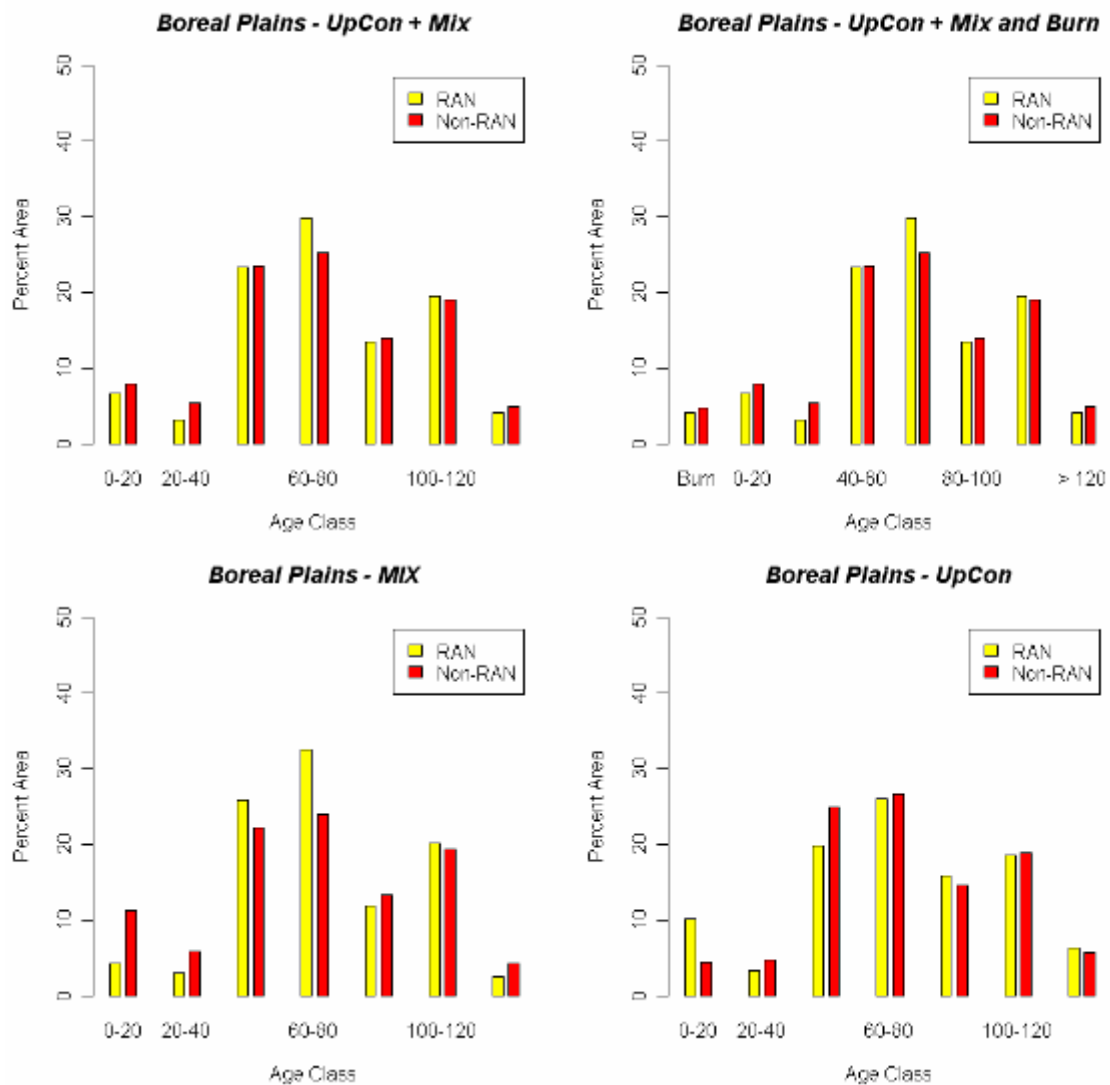 Boreal Plains - UpCon + Mix
50
40
30
20
10
0
Percent Area
RAN
Non-RAN
0-20 20-40 60-80 100-120
Age Class
Boreal Plains - UpCon + Mix and Burn
50
40
30
20
10
0
Percent Area
RAN
Non-RAN
Burn 0-20 40-60 80-100 > 120
Age Class
Boreal Plains - MIX
50
40
30
20
10
0
Percent Area
RAN
Non-RAN
0-20 20-40 60-80 100-120
Age Class
Boreal Plains - UpCon
50
40
30
20
10
0
Percent Area
RAN
Non-RAN
0-20 20-40 60-80 100-120
Age Class